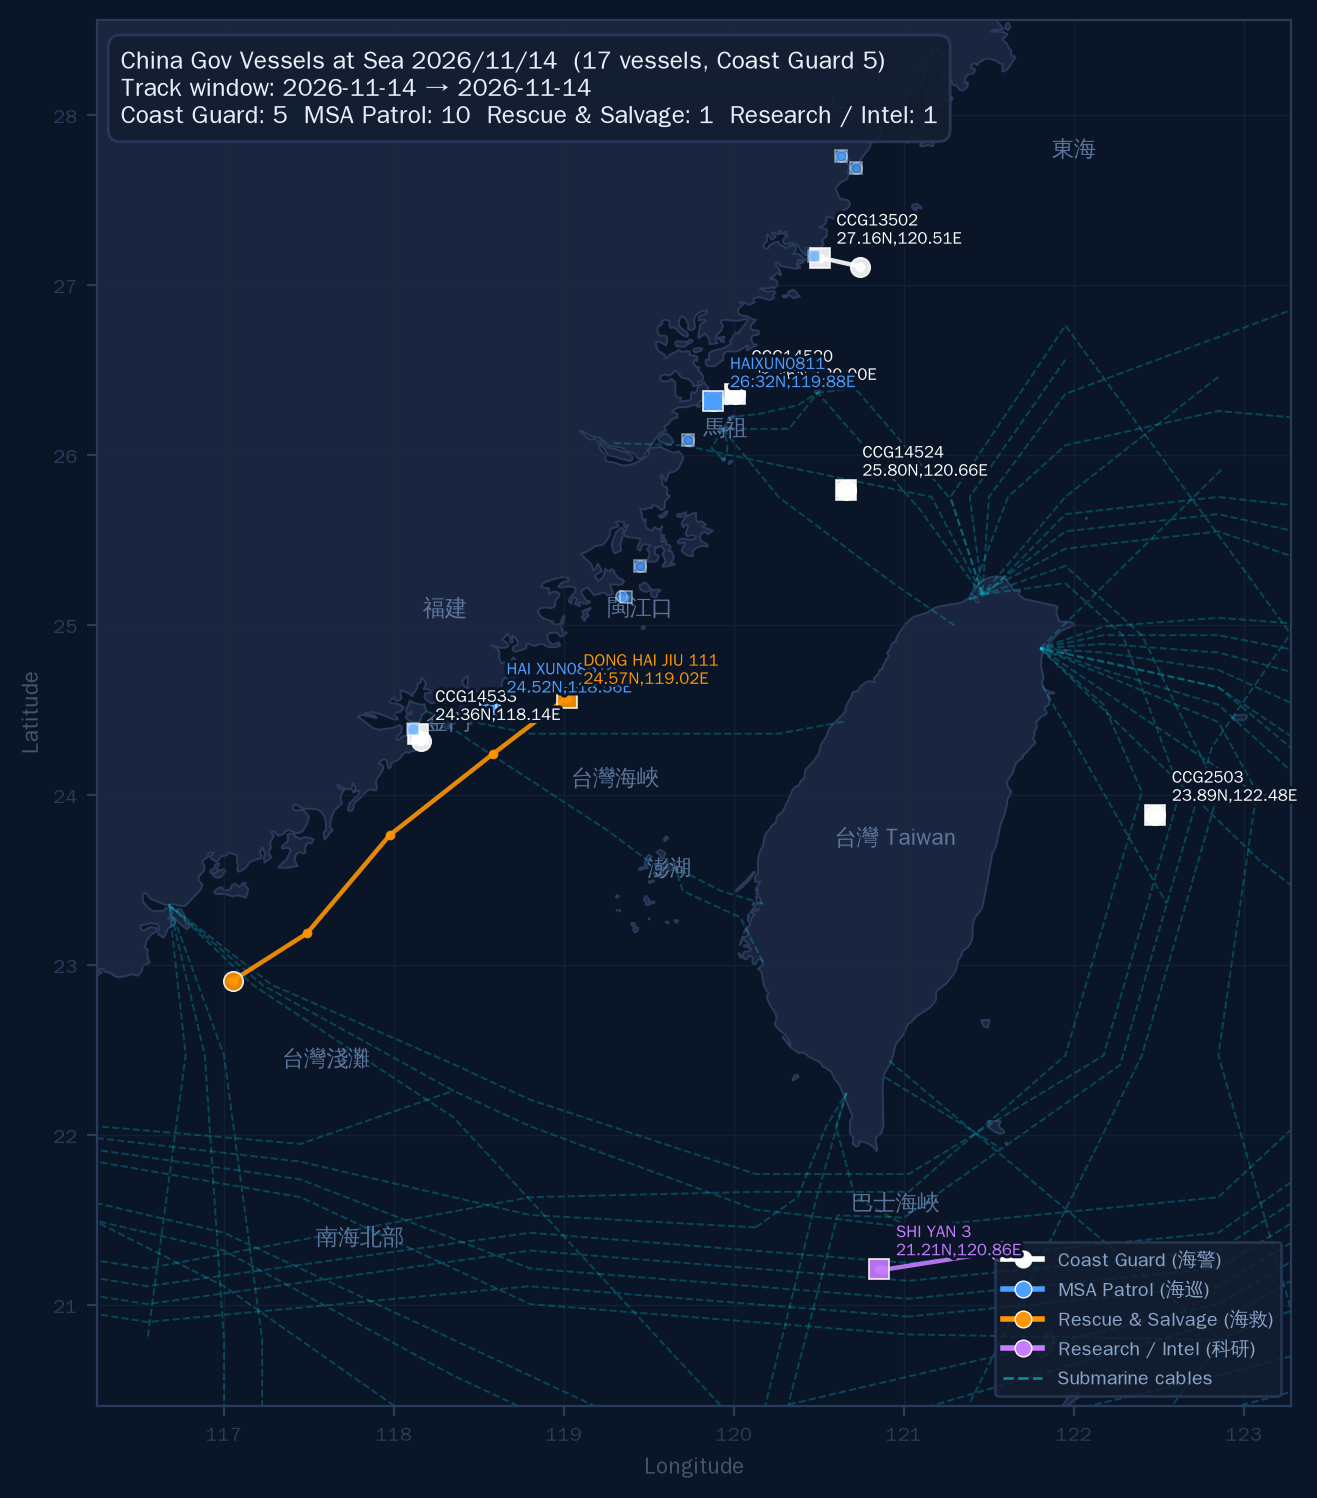 China Gov Vessels at Sea 2026/11/14 (17 vessels, Coast Guard 5)
Track window: 2026-11-14 → 2026-11-14
Coast Guard: 5 MSA Patrol: 10 Rescue & Salvage: 1 Research / Intel: 1
28
27
26
25
24
23
22
21
Latitude
東海
CCG13502
27.16N,120.51E
HAIXUN0811
26.32N,119.88E
馬祖
CCG14524
25.80N,120.66E
福建
閩江口
DONG HAI JIU 111
24.57N,119.02E
HAI XUN08
24.52N,118.56E
CCG14533
24.36N,118.14E
台灣海峽
CCG2503
23.89N,122.48E
台灣 Taiwan
澎湖
台灣淺灘
巴士海峽
南海北部
SHI YAN 3
21.21N,120.86E
Coast Guard (海警)
MSA Patrol (海巡)
Rescue & Salvage (海救)
Research / Intel (科研)
Submarine cables
117
118
119
120
121
122
123
Longitude